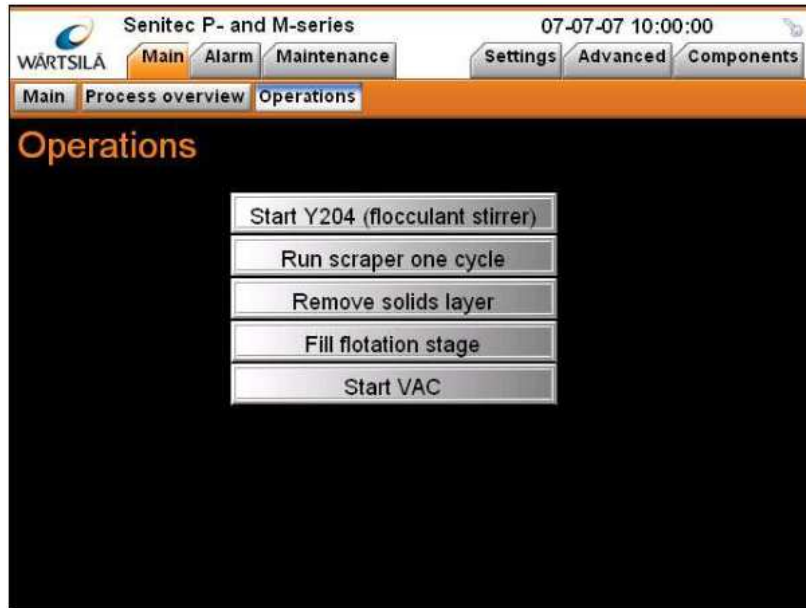 Senitec P- and M-series 07-07-07 10:00:00
WÄRTSILÄ Main Alarm Maintenance Settings Advanced Components
Main Process overview Operations
Operations
Start Y204 (flocculant stirrer)
Run scraper one cycle
Remove solids layer
Fill flotation stage
Start VAC